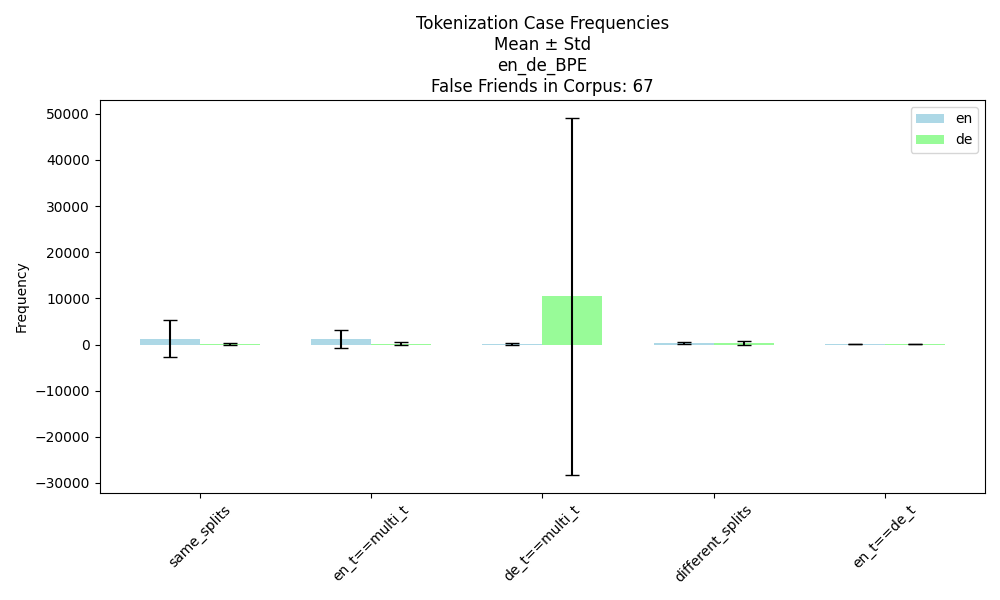 Tokenization Case Frequencies
Mean ± Std
en_de_BPE
False Friends in Corpus: 67
en
de
Frequency
50000
40000
30000
20000
10000
0
−10000
−20000
−30000
same_splits
en_t==multi_t
de_t==multi_t
different_splits
en_t==de_t